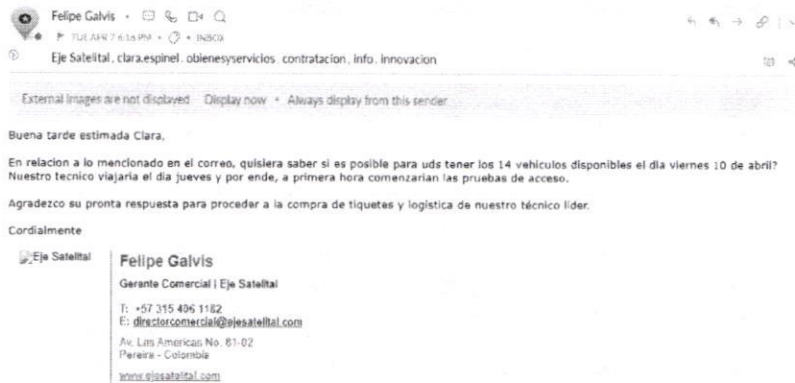 Felipe Galvis
TUE APR 7 6:16 PM • INBOX
Eje Satelital, clara.espinel, obienesyservicios, contratacion, info, innovacion
External images are not displayed Display now • Always display from this sender
Buena tarde estimada Clara,
En relacion a lo mencionado en el correo, quisiera saber si es posible para uds tener los 14 vehiculos disponibles el dia viernes 10 de abril?
Nuestro tecnico viajaria el dia jueves y por ende, a primera hora comenzarian las pruebas de acceso.
Agradezco su pronta respuesta para proceder a la compra de tiquetes y logistica de nuestro técnico líder.
Cordialmente
Eje Satelital
Felipe Galvis
Gerente Comercial | Eje Satelital
T: +57 315 496 1182
E: directorcomercial@ejesatelital.com
Av. Las Americas No. 81-02
Pereira - Colombia
www.ejesatelital.com